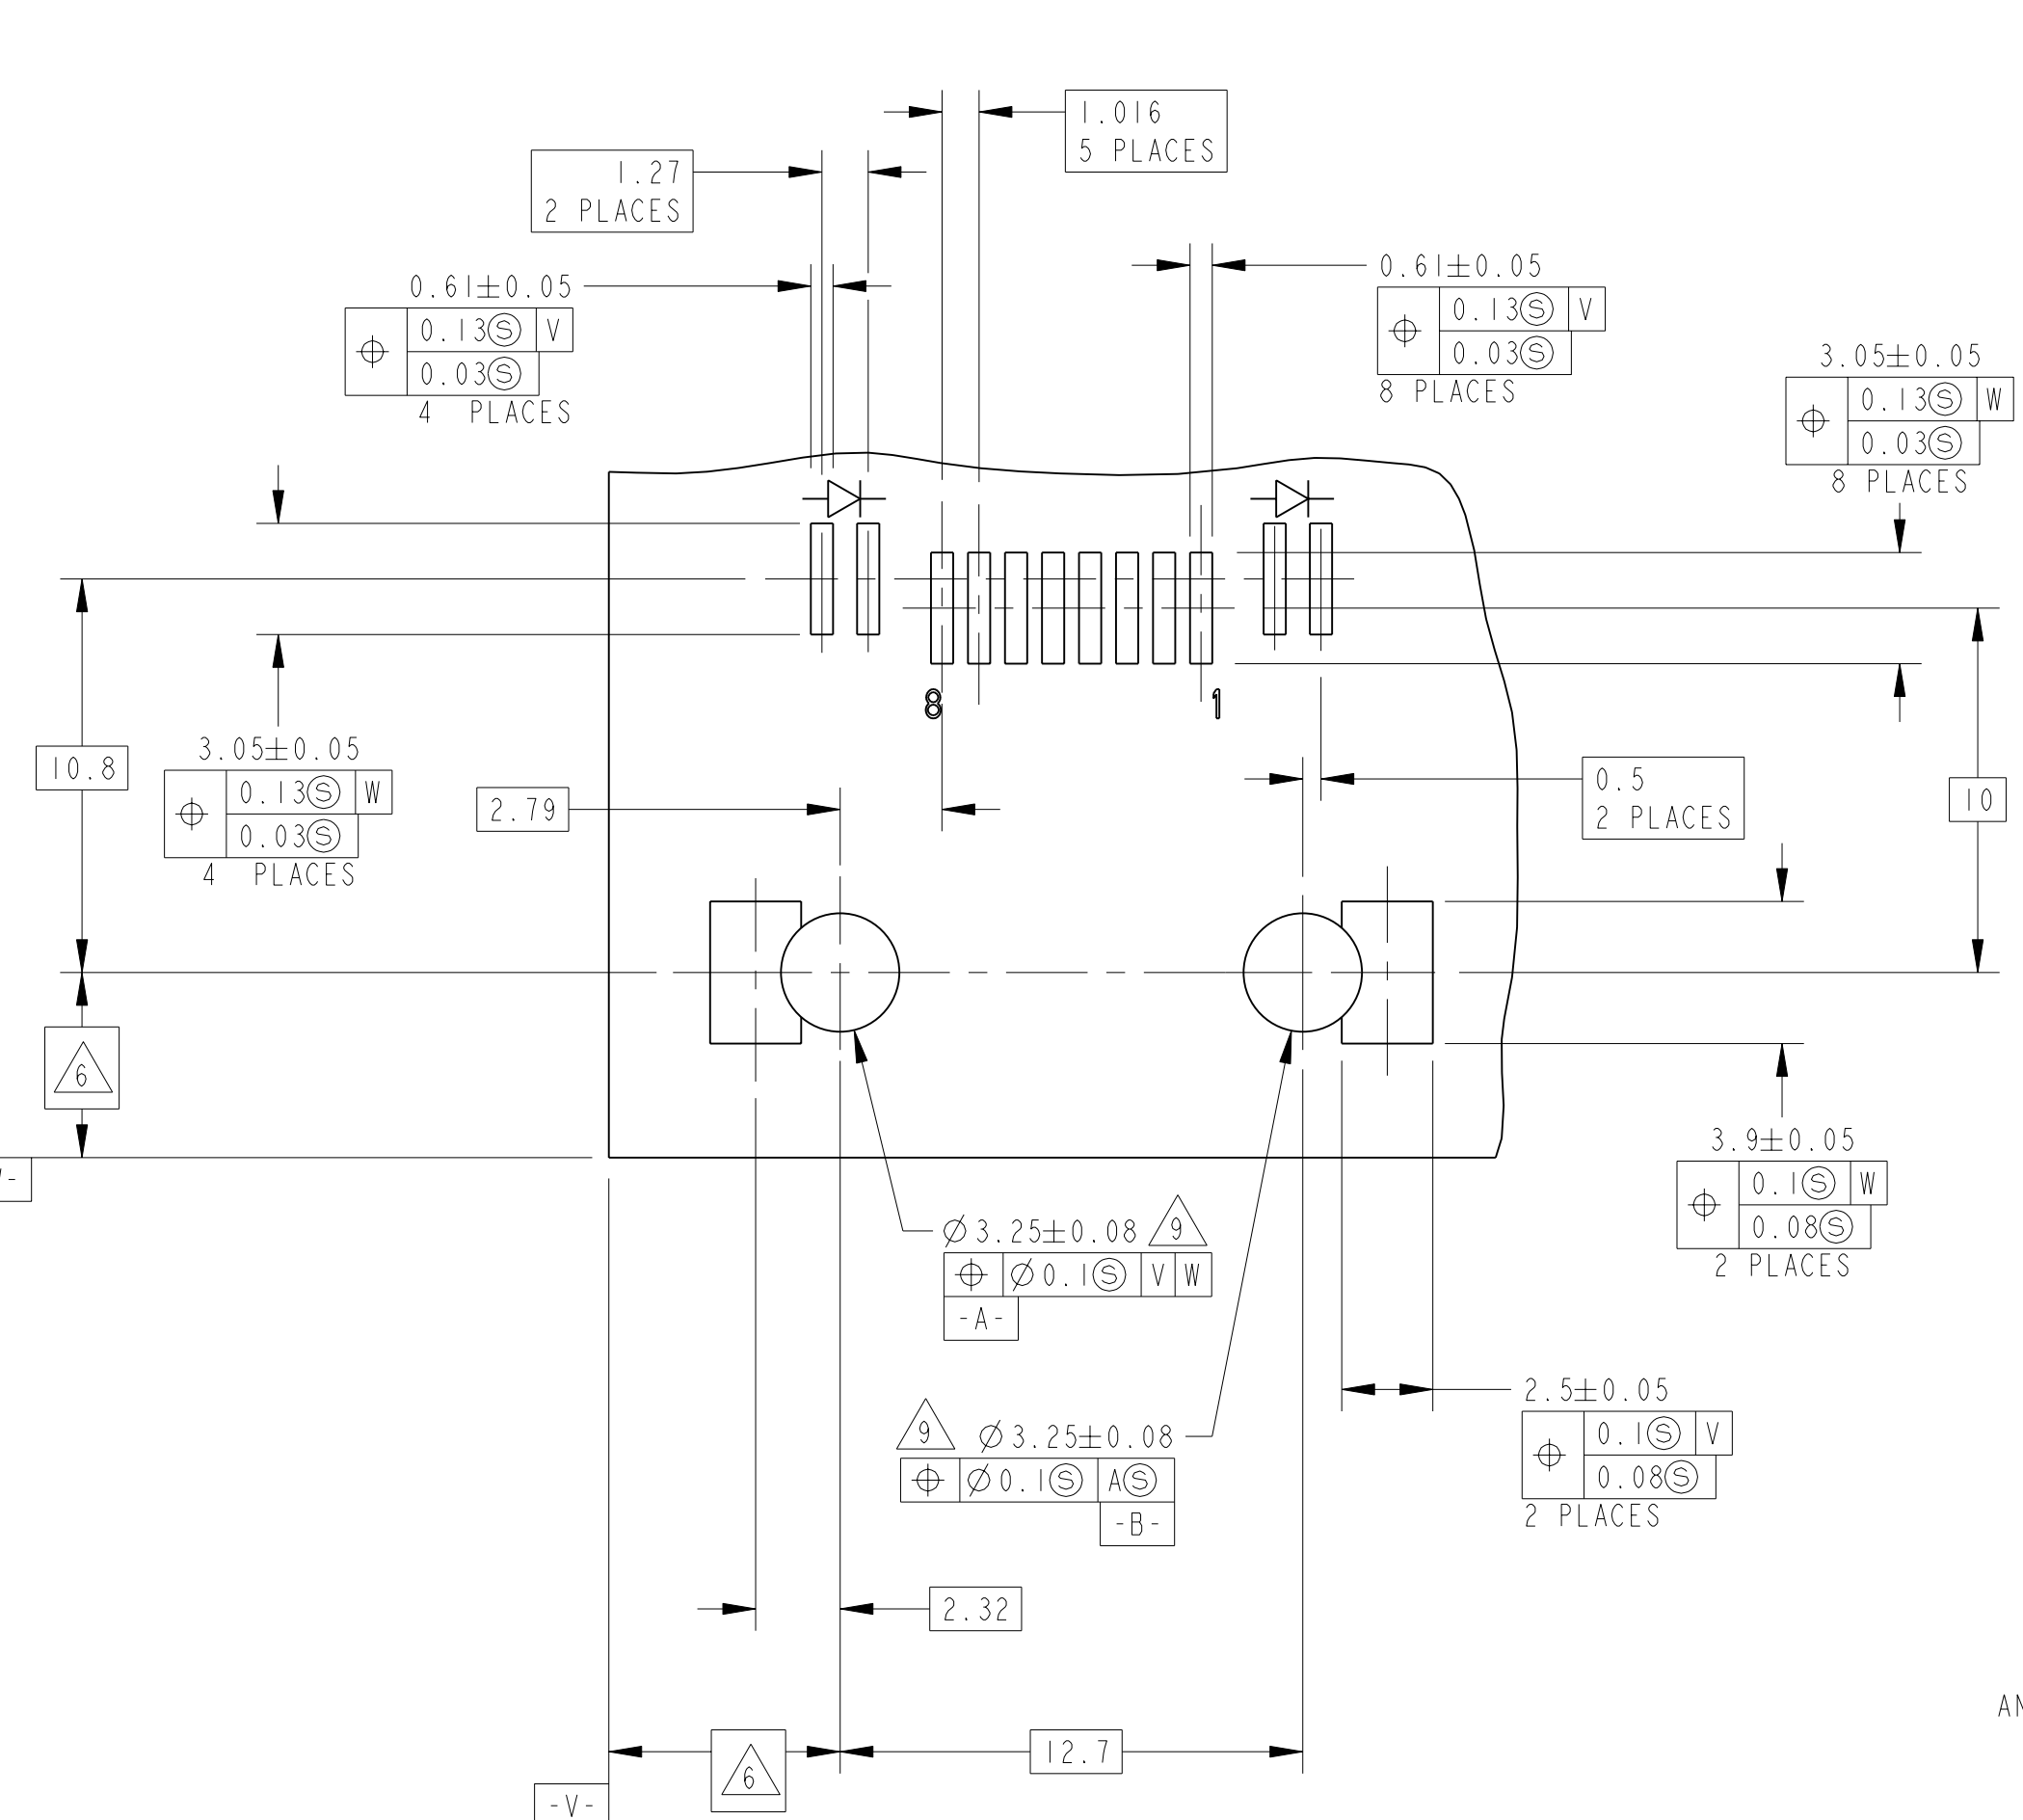 1.016
5 PLACES
1.27
2 PLACES
0.61±0.05
0.13Ⓢ V
0.03Ⓢ
4 PLACES
0.61±0.05
0.13Ⓢ V
0.03Ⓢ
8 PLACES
3.05±0.05
0.13Ⓢ W
0.03Ⓢ
8 PLACES
8
1
10.8
3.05±0.05
0.13Ⓢ W
0.03Ⓢ
4 PLACES
2.79
0.5
2 PLACES
10
6
3.9±0.05
0.1Ⓢ W
0.08Ⓢ
2 PLACES
⌀3.25±0.08 9
⌀0.1Ⓢ V W
-A-
9 ⌀3.25±0.08
⌀0.1Ⓢ AⓈ
-B-
2.5±0.05
0.1Ⓢ V
0.08Ⓢ
2 PLACES
2.32
12.7
6
-V-